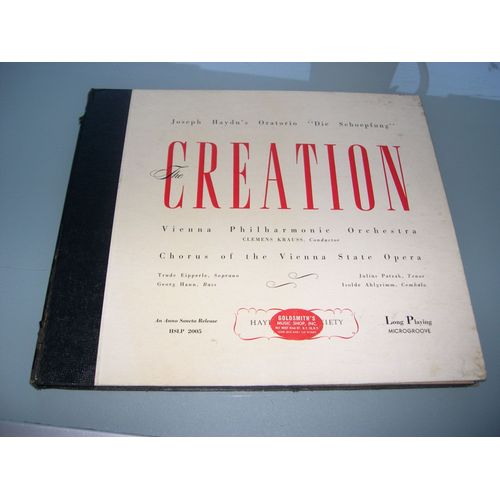 Joseph Haydn's Oratorio "Die Schoepfung"
The CREATION
Vienna Philharmonic Orchestra
CLEMENS KRAUSS, Conductor
Chorus of the Vienna State Opera
Trude Eipperle, Soprano
Georg Hann, Bass
Julius Patzak, Tenor
Isolde Ahlgrimm, Cembalo
An Anno Sancto Release
HSLP 2005
GOLDSMITH'S
MUSIC SHOP, INC.
Long Playing
MICROGROOVE